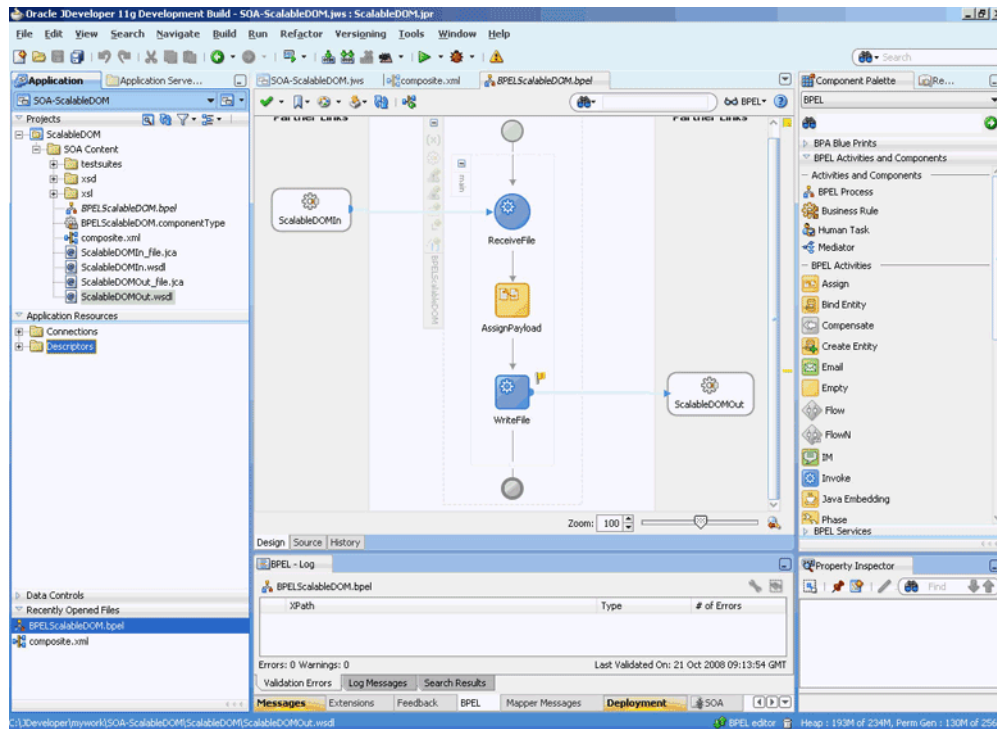 Oracle JDeveloper 11g Development Build - SOA-ScalableDOM.jws : ScalableDOM.jpr
File Edit View Search Navigate Build Run Refactor Versioning Tools Window Help
Search
Application
Application Serve...
SOA-ScalableDOM
Projects
ScalableDOM
SOA Content
testsuites
xsd
xsl
BPELScalableDOM.bpel
BPELScalableDOM.componentType
composite.xml
ScalableDOMIn_file.jca
ScalableDOMIn.wsdl
ScalableDOMOut_file.jca
ScalableDOMOut.wsdl
Application Resources
Connections
Descriptors
Data Controls
Recently Opened Files
BPELScalableDOM.bpel
composite.xml
SOA-ScalableDOM.jws
composite.xml
BPELScalableDOM.bpel
BPEL
Partner Links
Partner Links
main
BPELScalableDOM
ScalableDOMIn
ReceiveFile
AssignPayload
WriteFile
ScalableDOMOut
Zoom: 100
Design Source History
BPEL - Log
BPELScalableDOM.bpel
XPath Type # of Errors
Errors: 0 Warnings: 0 Last Validated On: 21 Oct 2008 09:13:54 GMT
Validation Errors Log Messages Search Results
Messages Extensions Feedback BPEL Mapper Messages Deployment SOA
Component Palette
Re...
BPEL
BPA Blue Prints
BPEL Activities and Components
Activities and Components
BPEL Process
Business Rule
Human Task
Mediator
BPEL Activities
Assign
Bind Entity
Compensate
Create Entity
Email
Empty
Flow
FlowN
IM
Invoke
Java Embedding
Phase
BPEL Services
Property Inspector
Find
C:\JDeveloper\mywork\SOA-ScalableDOM\ScalableDOM\ScalableDOMOut.wsdl
BPEL editor
Heap : 193M of 234M, Perm Gen : 130M of 256